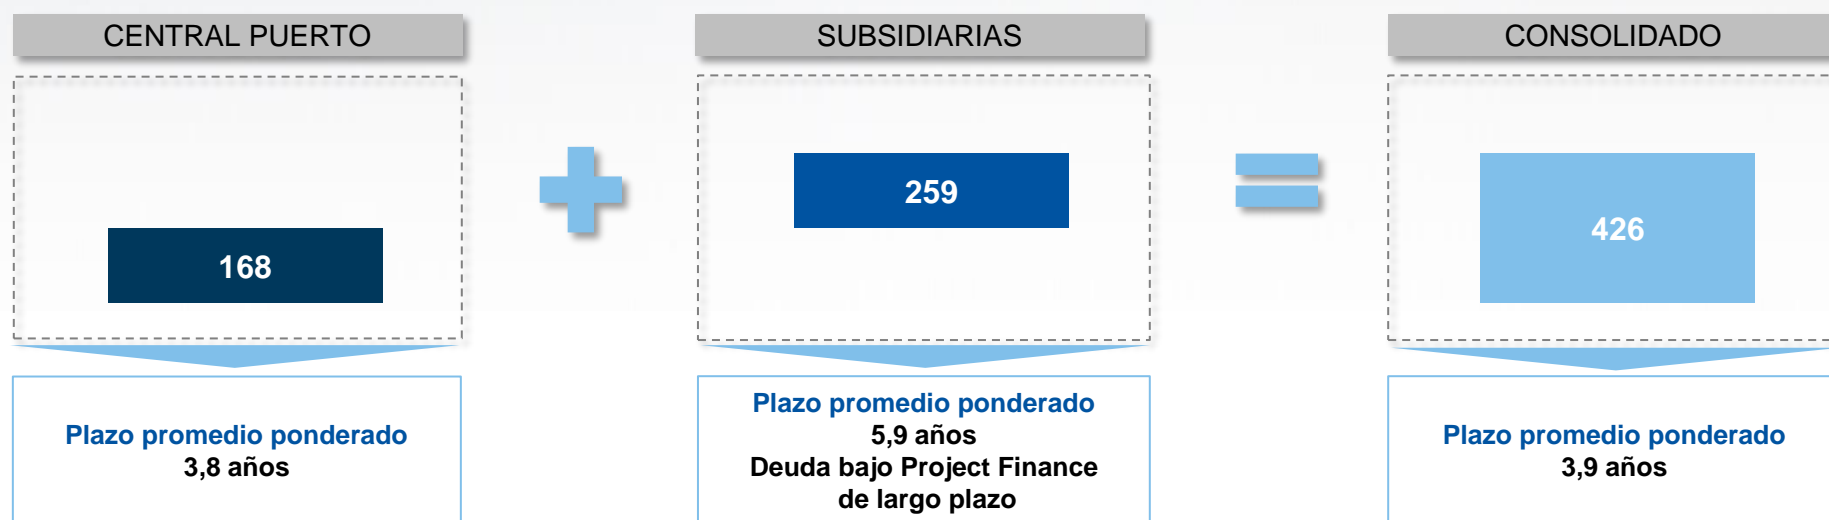 CENTRAL PUERTO
168
Plazo promedio ponderado
3,8 años
SUBSIDIARIAS
259
Plazo promedio ponderado
5,9 años
Deuda bajo Project Finance
de largo plazo
CONSOLIDADO
426
Plazo promedio ponderado
3,9 años